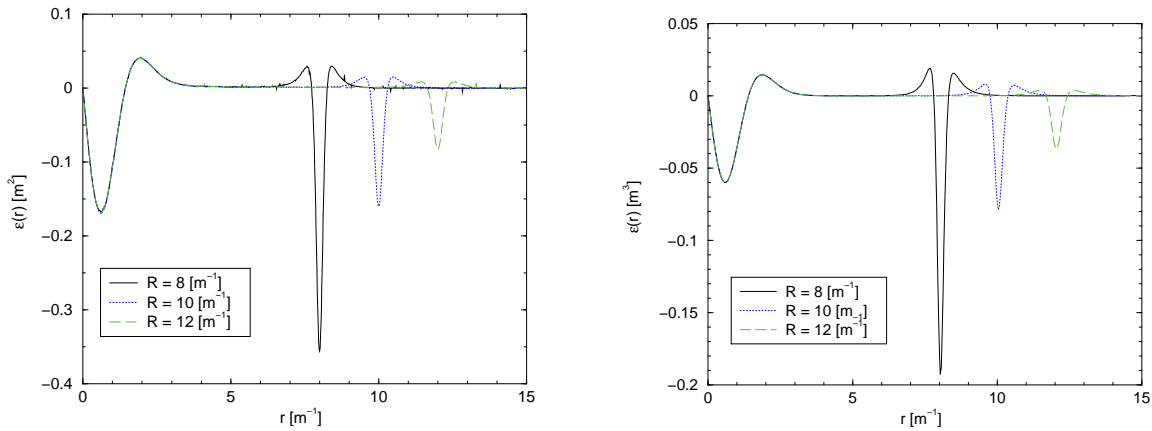 0.1
0
−0.1
−0.2
−0.3
−0.4
ε(r) [m²]
R = 8 [m⁻¹]
R = 10 [m⁻¹]
R = 12 [m⁻¹]
0 5 10 15
r [m⁻¹]
0.05
0
−0.05
−0.1
−0.15
−0.2
ε(r) [m³]
R = 8 [m⁻¹]
R = 10 [m⁻¹]
R = 12 [m⁻¹]
0 5 10 15
r [m⁻¹]